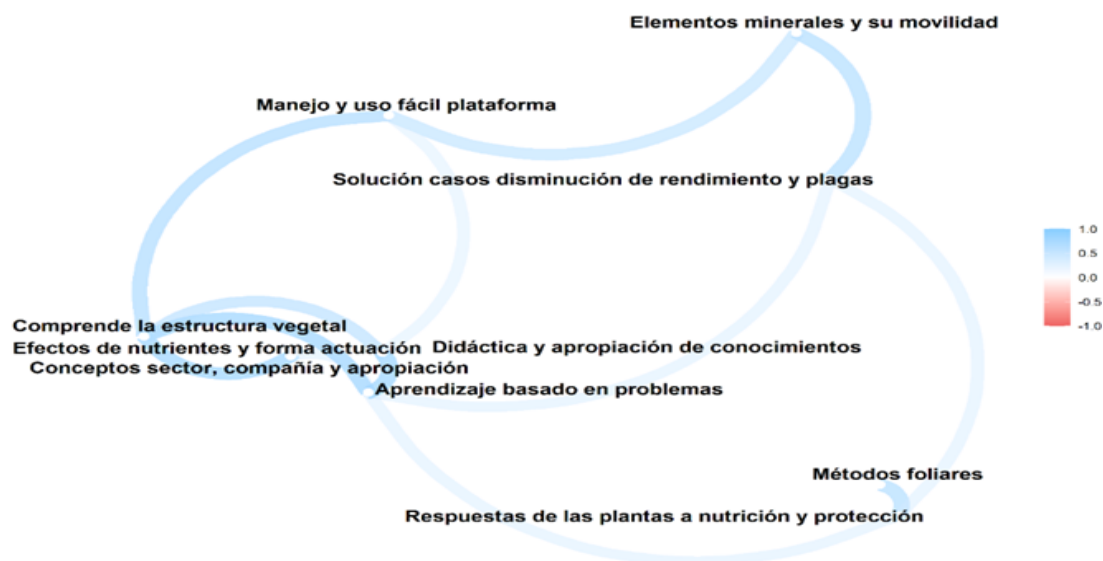 Elementos minerales y su movilidad
Manejo y uso fácil plataforma
Solución casos disminución de rendimiento y plagas
1.0
0.5
0.0
-0.5
-1.0
Comprende la estructura vegetal
Efectos de nutrientes y forma actuación
Didáctica y apropiación de conocimientos
Conceptos sector, compañía y apropiación
Aprendizaje basado en problemas
Métodos foliares
Respuestas de las plantas a nutrición y protección